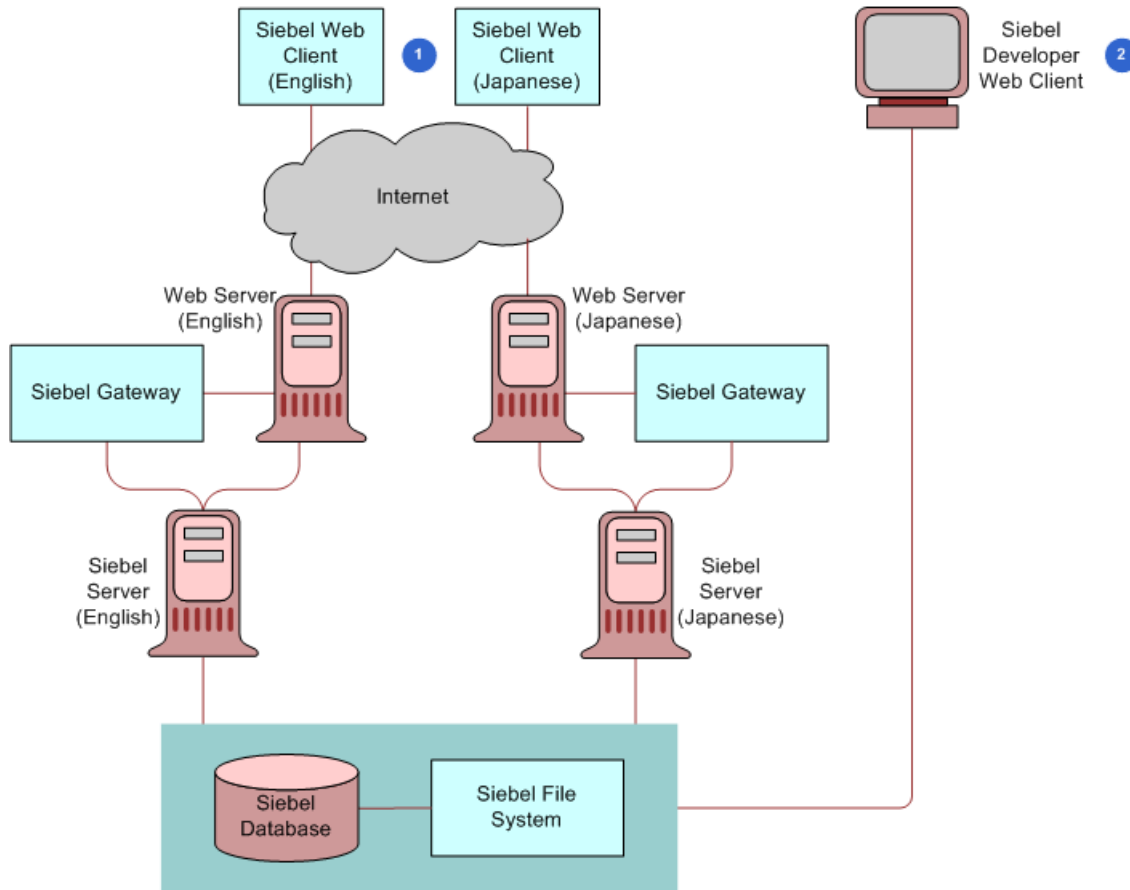 Siebel Web
Client
(English)
1
Siebel Web
Client
(Japanese)
Siebel
Developer
Web Client
2
Internet
Web Server
(English)
Web Server
(Japanese)
Siebel Gateway
Siebel Gateway
Siebel
Server
(English)
Siebel
Server
(Japanese)
Siebel
Database
Siebel File
System